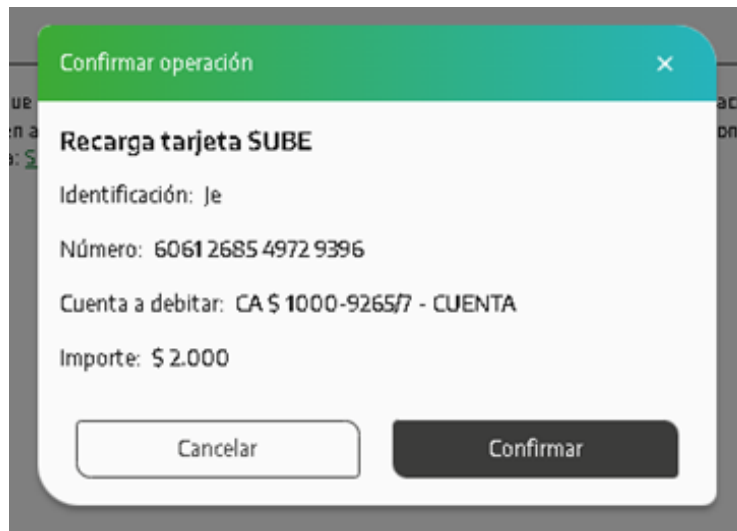 Confirmar operación
Recarga tarjeta SUBE
Identificación: Je
Número: 6061 2685 4972 9396
Cuenta a debitar: CA $ 1000-9265/7 - CUENTA
Importe: $ 2.000
Cancelar Confirmar